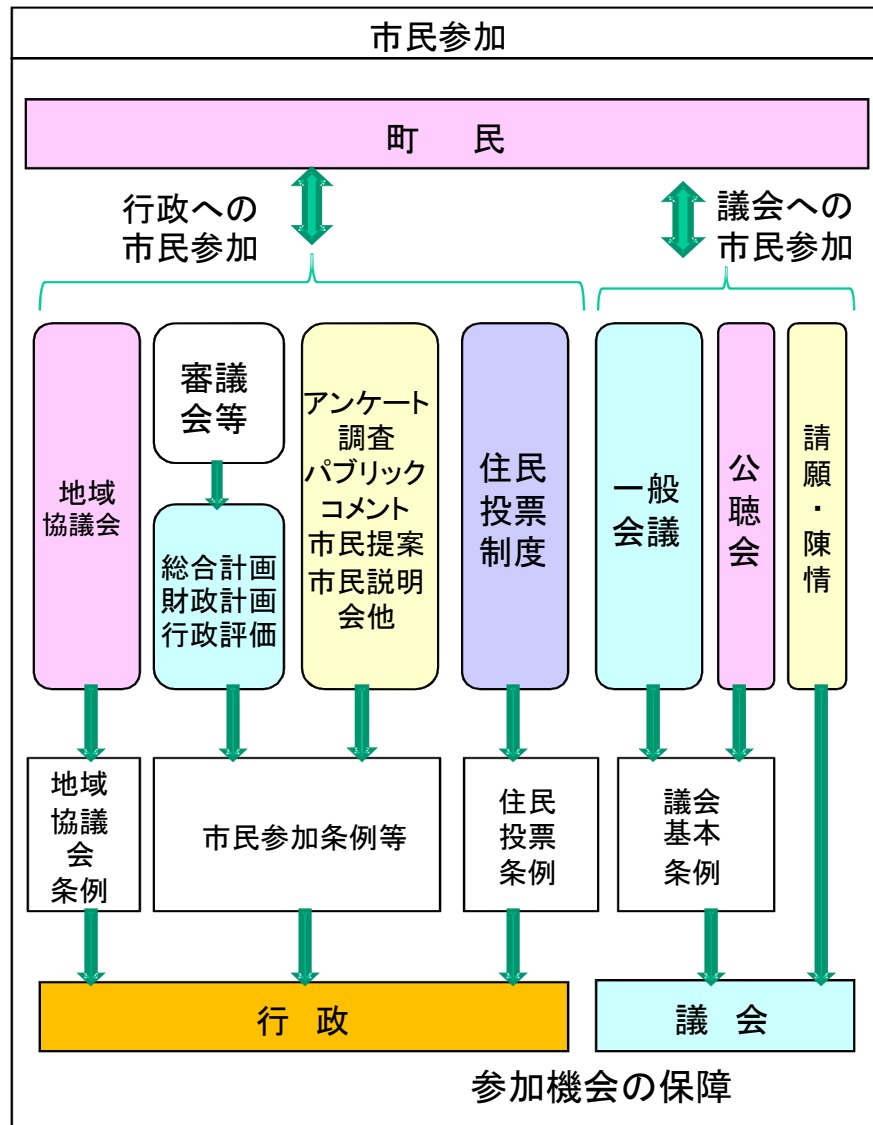 市民参加
町 民
行政への
市民参加
議会への
市民参加
地域
協議会
審議
会等
総合計画
財政計画
行政評価
アンケート
調査
パブリック
コメント
市民提案
市民説明
会他
住民
投票
制度
一般
会議
公聴会
請願・陳情
地域
協議
会
条例
市民参加条例等
住民
投票
条例
議会
基本
条例
行 政
議 会
参加機会の保障